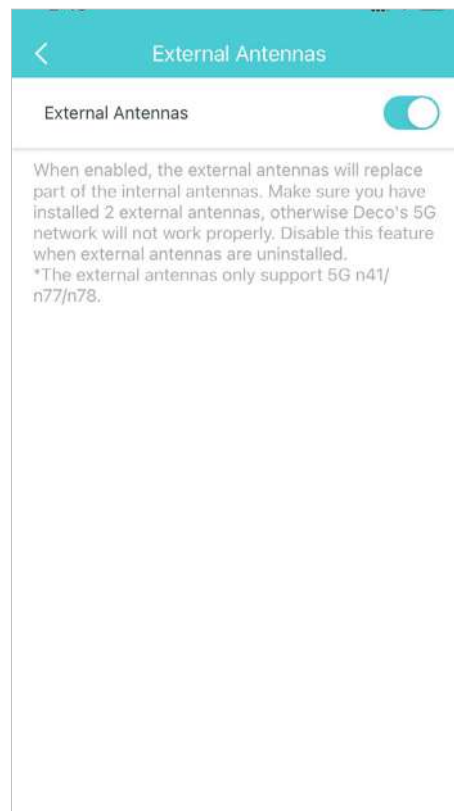 External Antennas
External Antennas
When enabled, the external antennas will replace
part of the internal antennas. Make sure you have
installed 2 external antennas, otherwise Deco's 5G
network will not work properly. Disable this feature
when external antennas are uninstalled.
*The external antennas only support 5G n41/
n77/n78.